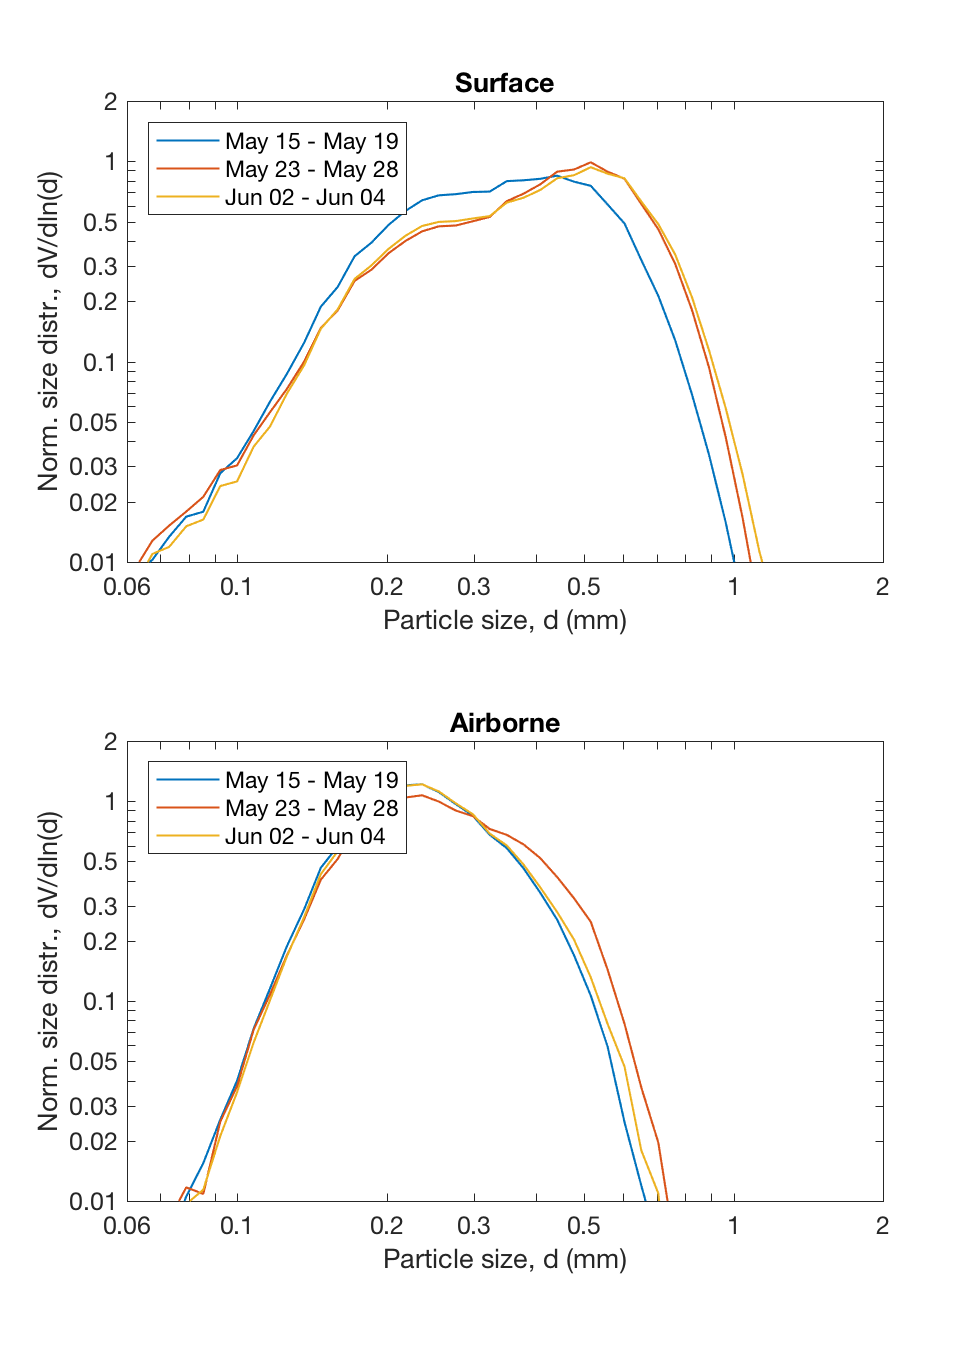 Surface
2
1
0.5
0.3
0.2
0.1
0.05
0.03
0.02
0.01
Norm. size distr., dV/dln(d)
May 15 - May 19
May 23 - May 28
Jun 02 - Jun 04
0.06 0.1 0.2 0.3 0.5 1 2
Particle size, d (mm)
Airborne
2
1
0.5
0.3
0.2
0.1
0.05
0.03
0.02
0.01
Norm. size distr., dV/dln(d)
May 15 - May 19
May 23 - May 28
Jun 02 - Jun 04
0.06 0.1 0.2 0.3 0.5 1 2
Particle size, d (mm)